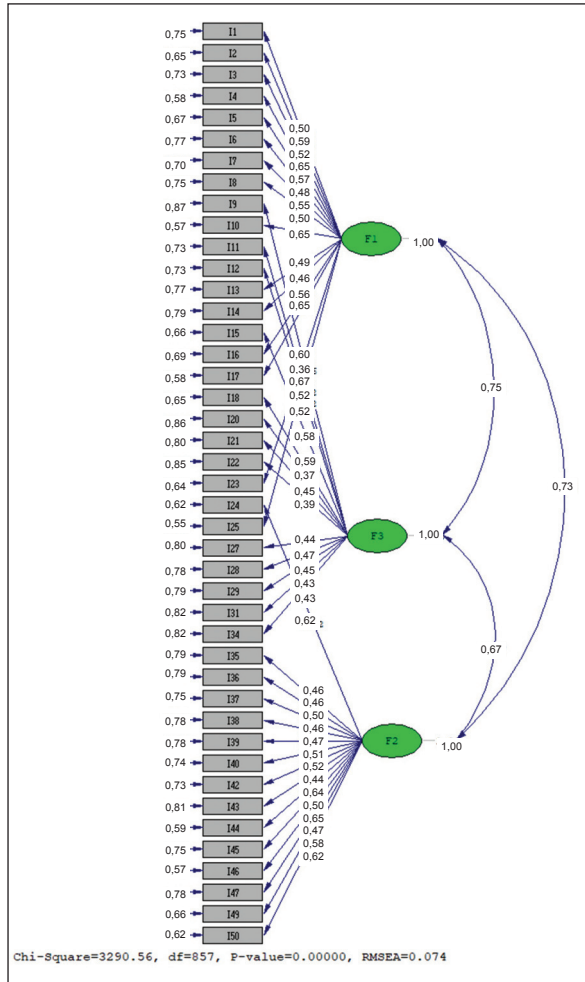 0,75 I1
0,65 I2
0,73 I3
0,58 I4
0,67 I5
0,77 I6
0,70 I7
0,75 I8
0,87 I9
0,57 I10
0,73 I11
0,73 I12
0,77 I13
0,79 I14
0,66 I15
0,69 I16
0,58 I17
0,65 I18
0,86 I20
0,80 I21
0,85 I22
0,64 I23
0,62 I24
0,55 I25
0,80 I27
0,78 I28
0,79 I29
0,82 I31
0,82 I34
0,79 I35
0,79 I36
0,75 I37
0,78 I38
0,78 I39
0,74 I40
0,73 I42
0,81 I43
0,59 I44
0,75 I45
0,57 I46
0,78 I47
0,66 I49
0,62 I50
0,50
0,59
0,52
0,65
0,57
0,48
0,55
0,50
0,65
0,49
0,46
0,56
0,65
0,60
0,36
0,67
0,52
0,52
0,58
0,59
0,37
0,45
0,39
0,44
0,47
0,45
0,43
0,43
0,62
0,46
0,46
0,50
0,46
0,47
0,51
0,52
0,44
0,64
0,50
0,65
0,47
0,58
0,62
F1 1,00
F3 1,00
F2 1,00
0,75
0,73
0,67
Chi-Square=3290.56, df=857, P-value=0.00000, RMSEA=0.074